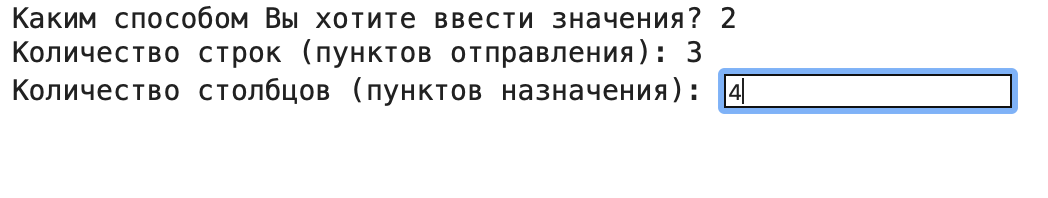 Каким способом Вы хотите ввести значения? 2
Количество строк (пунктов отправления): 3
Количество столбцов (пунктов назначения): 4